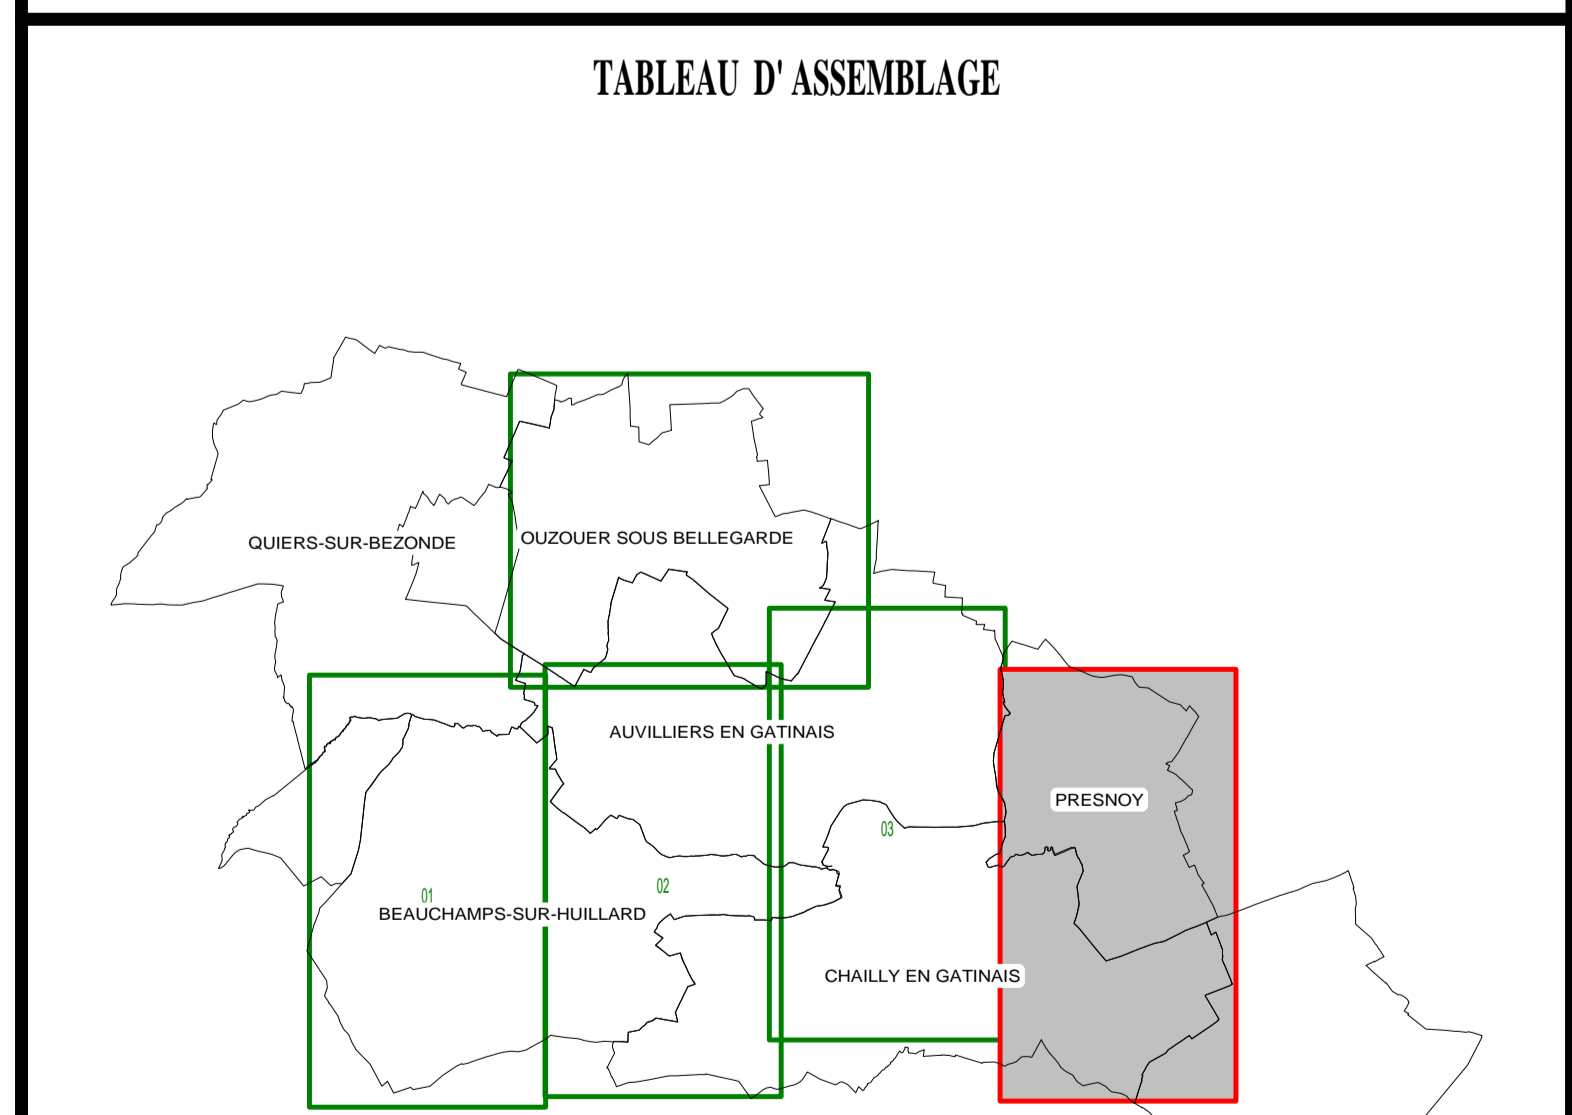 TABLEAU D' ASSEMBLAGE
QUIERS-SUR-BEZONDE
OUZOUER SOUS BELLEGARDE
AUVILLIERS EN GATINAIS
PRESNOY
03
02
01
BEAUCHAMPS-SUR-HUILLARD
CHAILLY EN GATINAIS